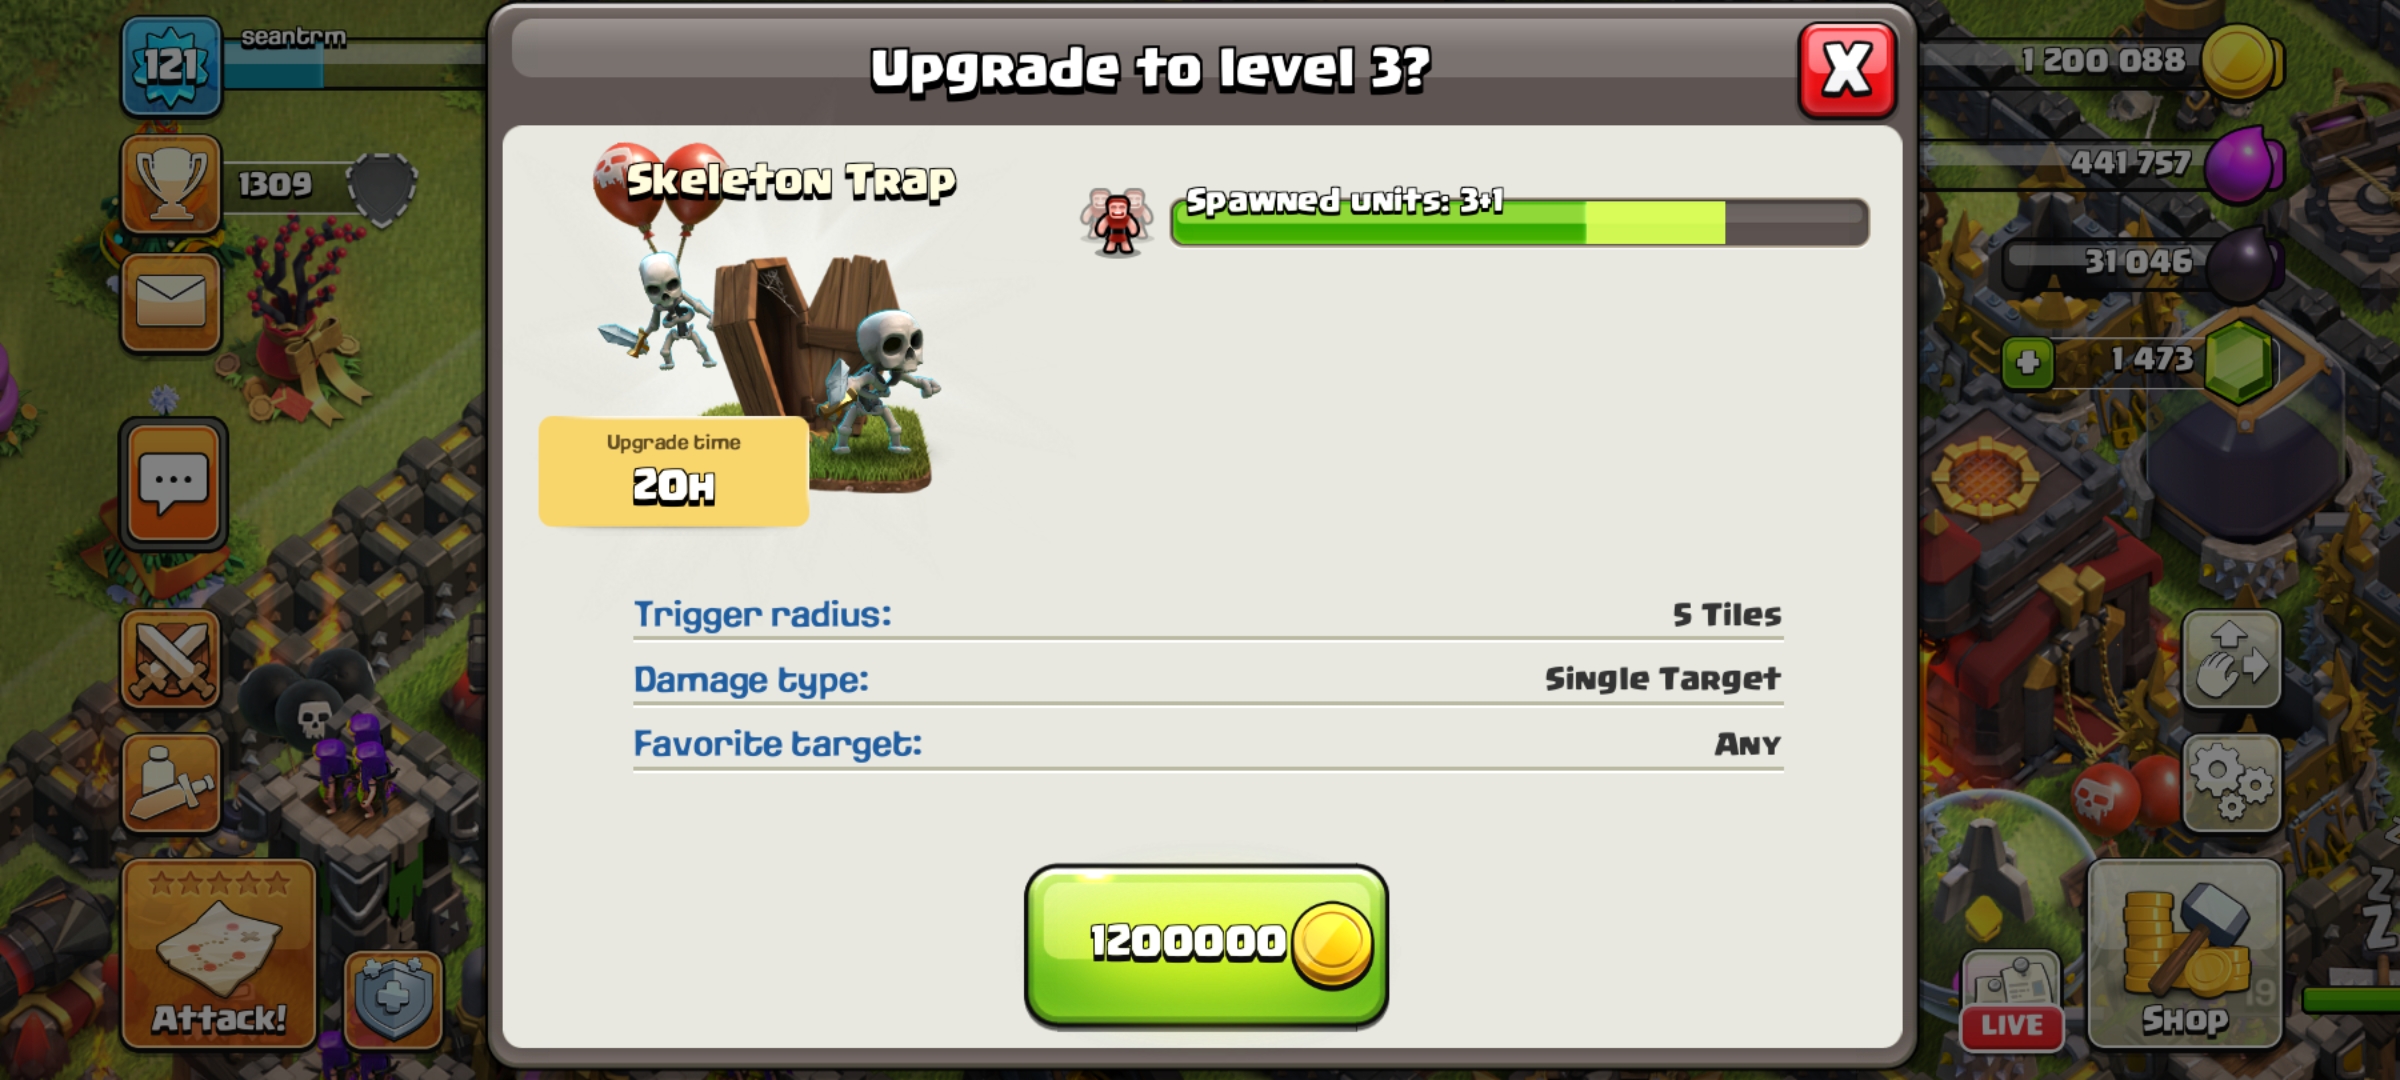 121
seantrm
1309
Attack!
Upgrade to level 3?
X
Skeleton Trap
Spawned units: 3+1
Upgrade time
20H
Trigger radius: 5 Tiles
Damage type: Single Target
Favorite target: Any
1200000
1 200 088
441 757
31 046
1 473
LIVE
19
Shop